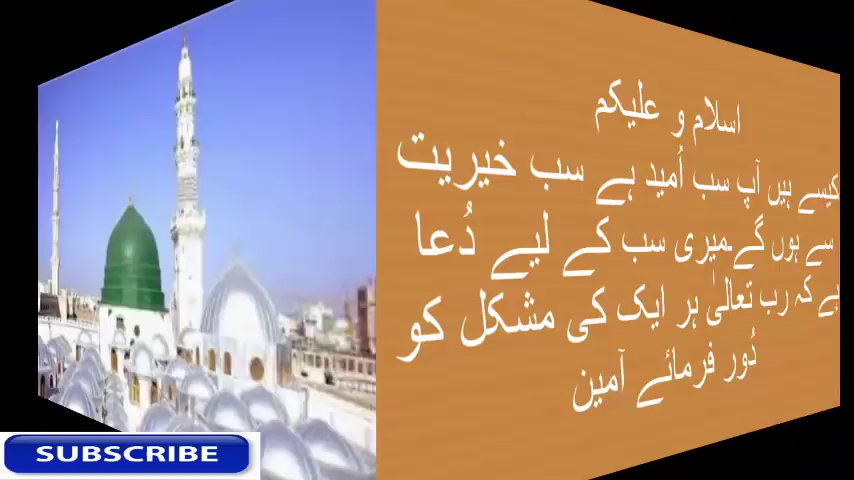 اسلام و علیکم
کیسے ہیں آپ سب اُمید ہے سب خیریت
سے ہوں گے۔میری سب کے لیے دُعا
ہے کہ رب تعالیٰ ہر ایک کی مشکل کو
دُور فرمائے آمین
SUBSCRIBE